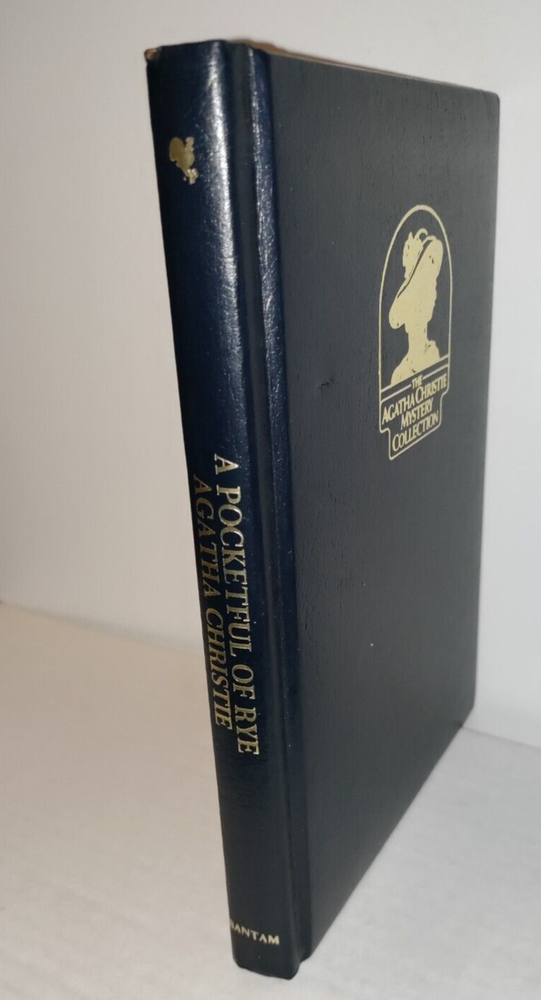 A POCKETFUL OF RYE
AGATHA CHRISTIE
BANTAM
THE
AGATHA CHRISTIE
MYSTERY
COLLECTION